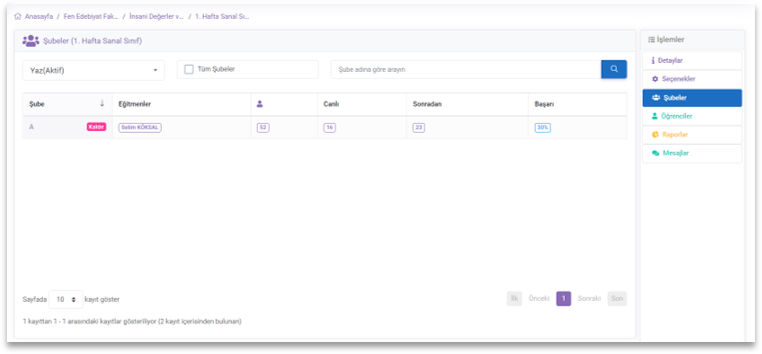 Anasayfa / Fen Edebiyat Fak... / İnsani Değerler v... / 1. Hafta Sanal Sı...
Şubeler (1. Hafta Sanal Sınıf)
Yaz(Aktif)
Tüm Şubeler
Şube adına göre arayın
Şube ↓ Eğitmenler Canlı Sonradan Başarı
A Katılır Selim KÖKSAL 52 16 23 30%
Sayfada 10 kayıt göster
İlk Önceki 1 Sonraki Son
1 kayıttan 1 - 1 arasındaki kayıtlar gösteriliyor (2 kayıt içerisinden bulunan)
İşlemler
Detaylar
Seçenekler
Şubeler
Öğrenciler
Raporlar
Mesajlar